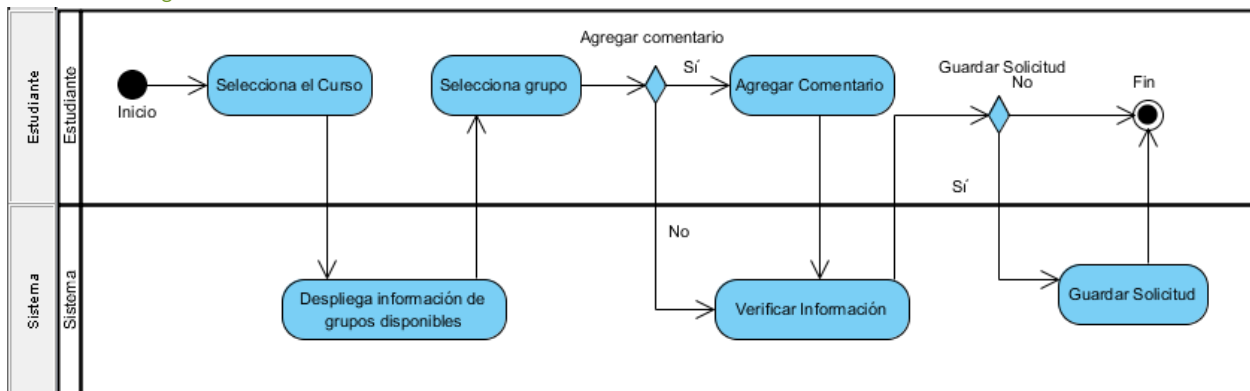 Estudiante
Estudiante
Inicio
Selecciona el Curso
Selecciona grupo
Agregar comentario
Sí
Agregar Comentario
Guardar Solicitud
No
Fin
Sí
Sistema
Sistema
Despliega información de
grupos disponibles
No
Verificar Información
Guardar Solicitud